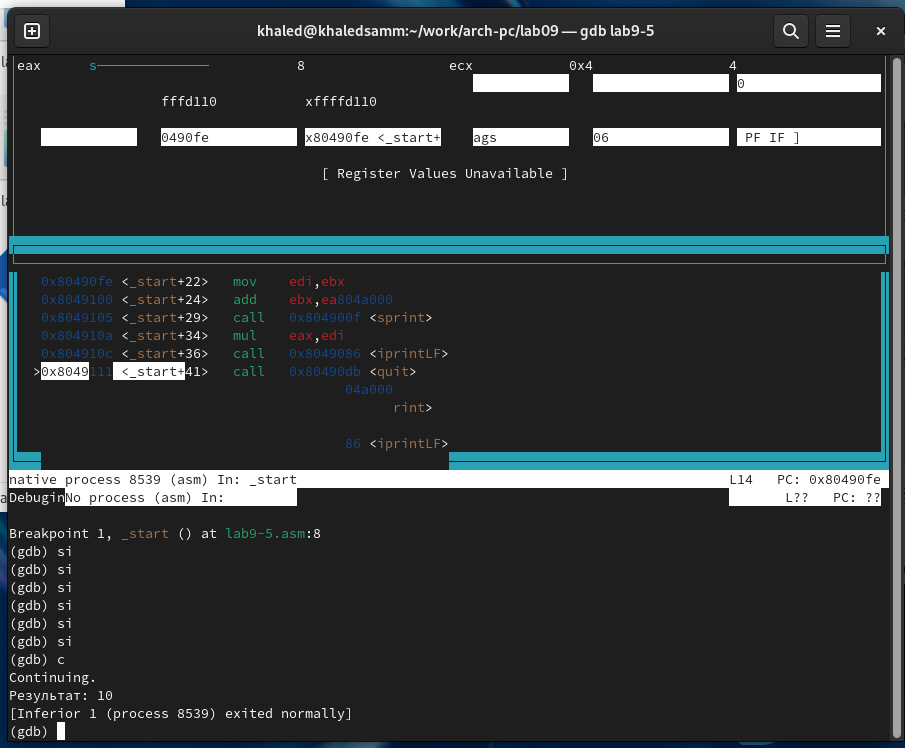 khaled@khaledsamm:~/work/arch-pc/lab09 — gdb lab9-5
eax s 8 ecx 0x4 4
0
fffd110 xffffd110
0490fe x80490fe <_start+ ags 06 PF IF ]
[ Register Values Unavailable ]
0x80490fe <_start+22> mov edi,ebx
0x8049100 <_start+24> add ebx,ea804a000
0x8049105 <_start+29> call 0x804900f <sprint>
0x804910a <_start+34> mul eax,edi
0x804910c <_start+36> call 0x8049086 <iprintLF>
>0x8049111 <_start+41> call 0x80490db <quit>
04a000
rint>
86 <iprintLF>
native process 8539 (asm) In: _start L14 PC: 0x80490fe
DebuginNo process (asm) In: L?? PC: ??
Breakpoint 1, _start () at lab9-5.asm:8
(gdb) si
(gdb) si
(gdb) si
(gdb) si
(gdb) si
(gdb) si
(gdb) c
Continuing.
Результат: 10
[Inferior 1 (process 8539) exited normally]
(gdb)